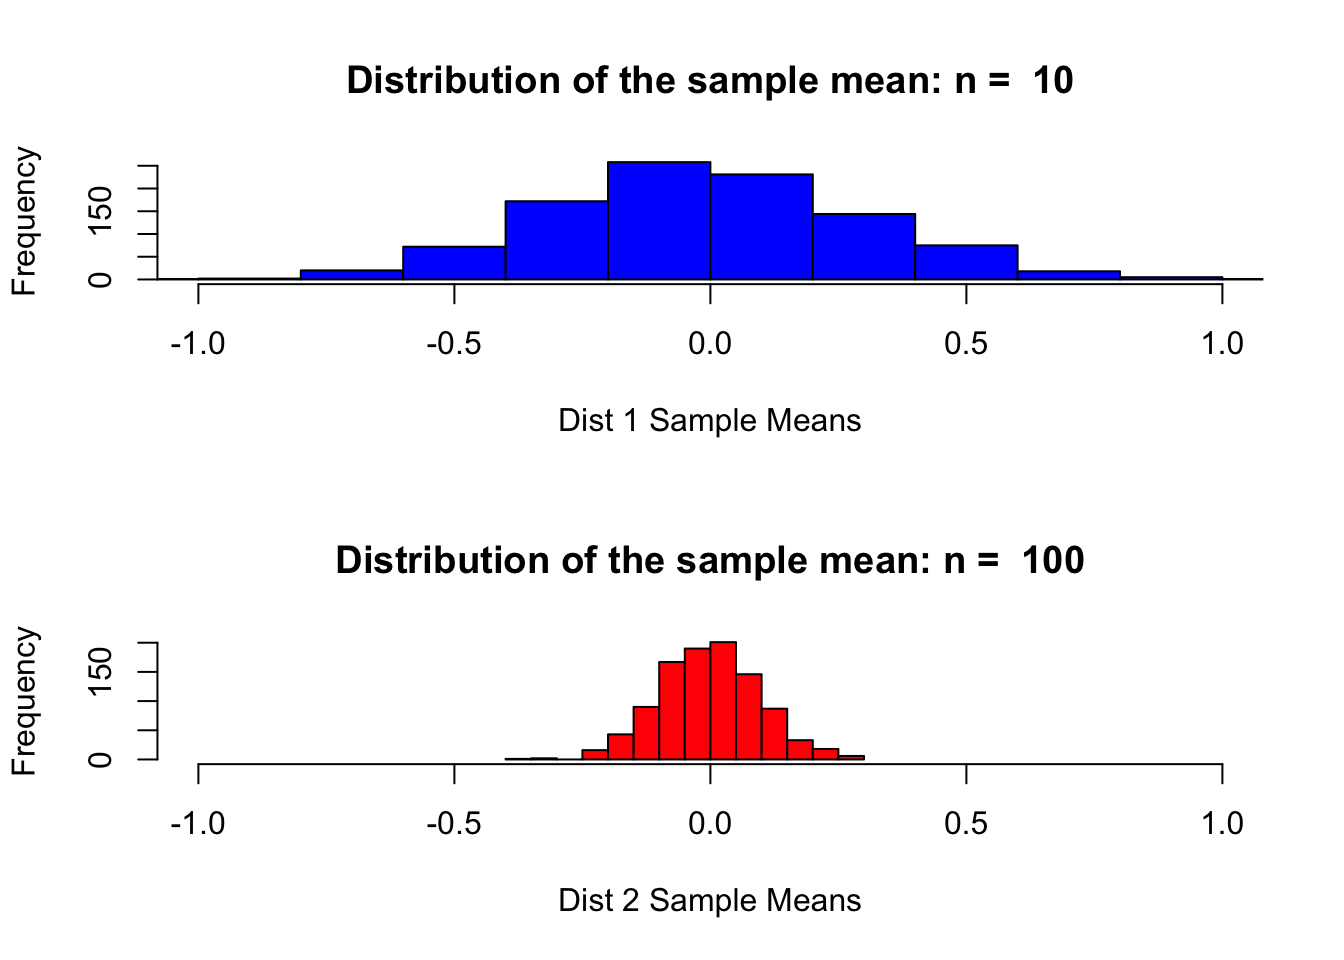 Distribution of the sample mean: n =  10
Frequency
150
0
-1.0 -0.5 0.0 0.5 1.0
Dist 1 Sample Means
Distribution of the sample mean: n =  100
Frequency
150
0
-1.0 -0.5 0.0 0.5 1.0
Dist 2 Sample Means